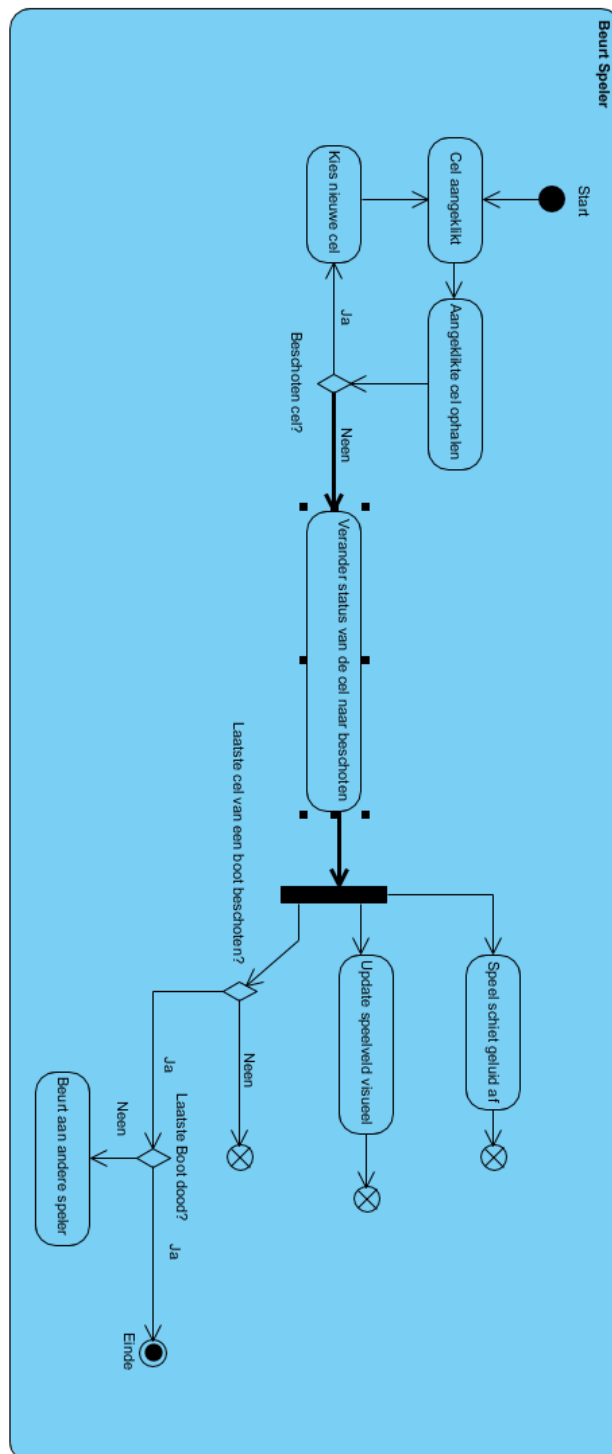 Beurt Speler
Start
Cel aangeklikt
Aangeklikte cel ophalen
Kies nieuwe cel
Ja
Beschoten cel?
Neen
Verander status van de cel naar beschoten
Speel schiet geluid af
Update speelveld visueel
Laatste cel van een boot beschoten?
Neen
Ja
Laatste Boot dood?
Neen
Ja
Beurt aan andere speler
Einde